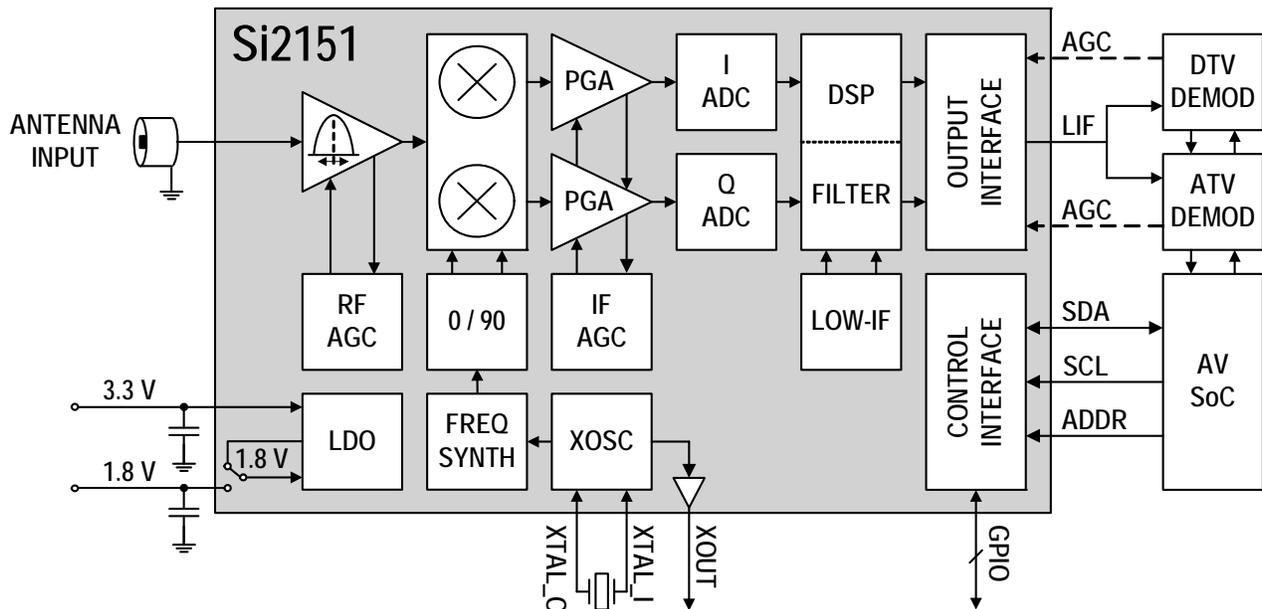 Si2151
ANTENNA
INPUT
PGA
PGA
I
ADC
Q
ADC
DSP
FILTER
OUTPUT
INTERFACE
AGC
LIF
AGC
DTV
DEMOD
ATV
DEMOD
RF
AGC
0 / 90
IF
AGC
LOW-IF
CONTROL
INTERFACE
SDA
SCL
ADDR
AV
SoC
3.3 V
1.8 V
1.8 V
LDO
FREQ
SYNTH
XOSC
XTAL_O
XTAL_I
XOUT
GPIO